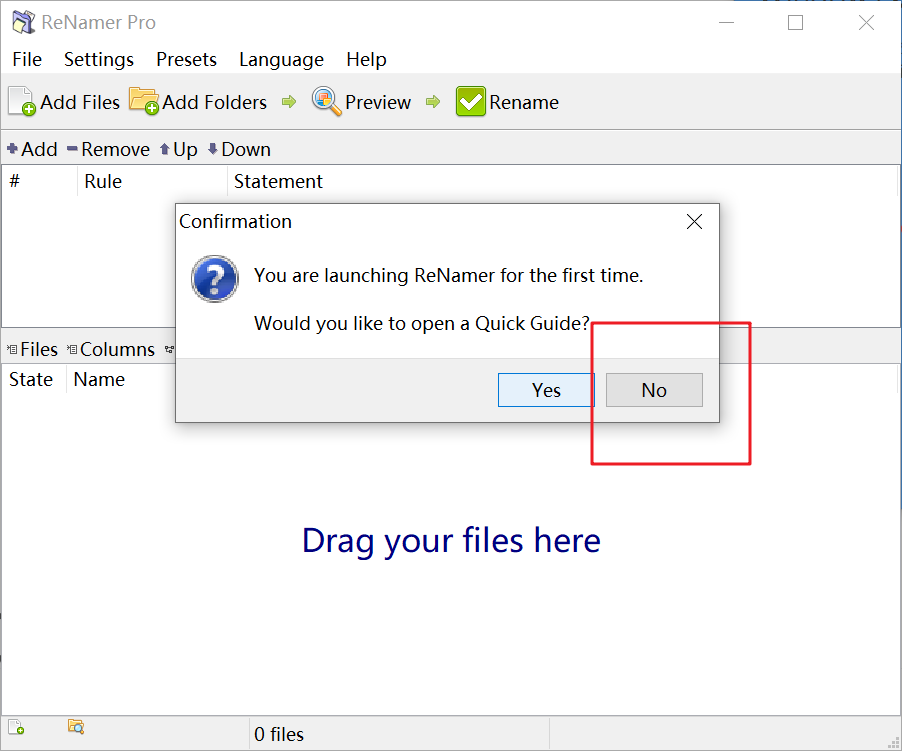 ReNamer Pro
File Settings Presets Language Help
Add Files Add Folders Preview Rename
Add Remove Up Down
# Rule Statement
Confirmation
You are launching ReNamer for the first time.
Would you like to open a Quick Guide?
Yes No
Files Columns
State Name
Drag your files here
0 files